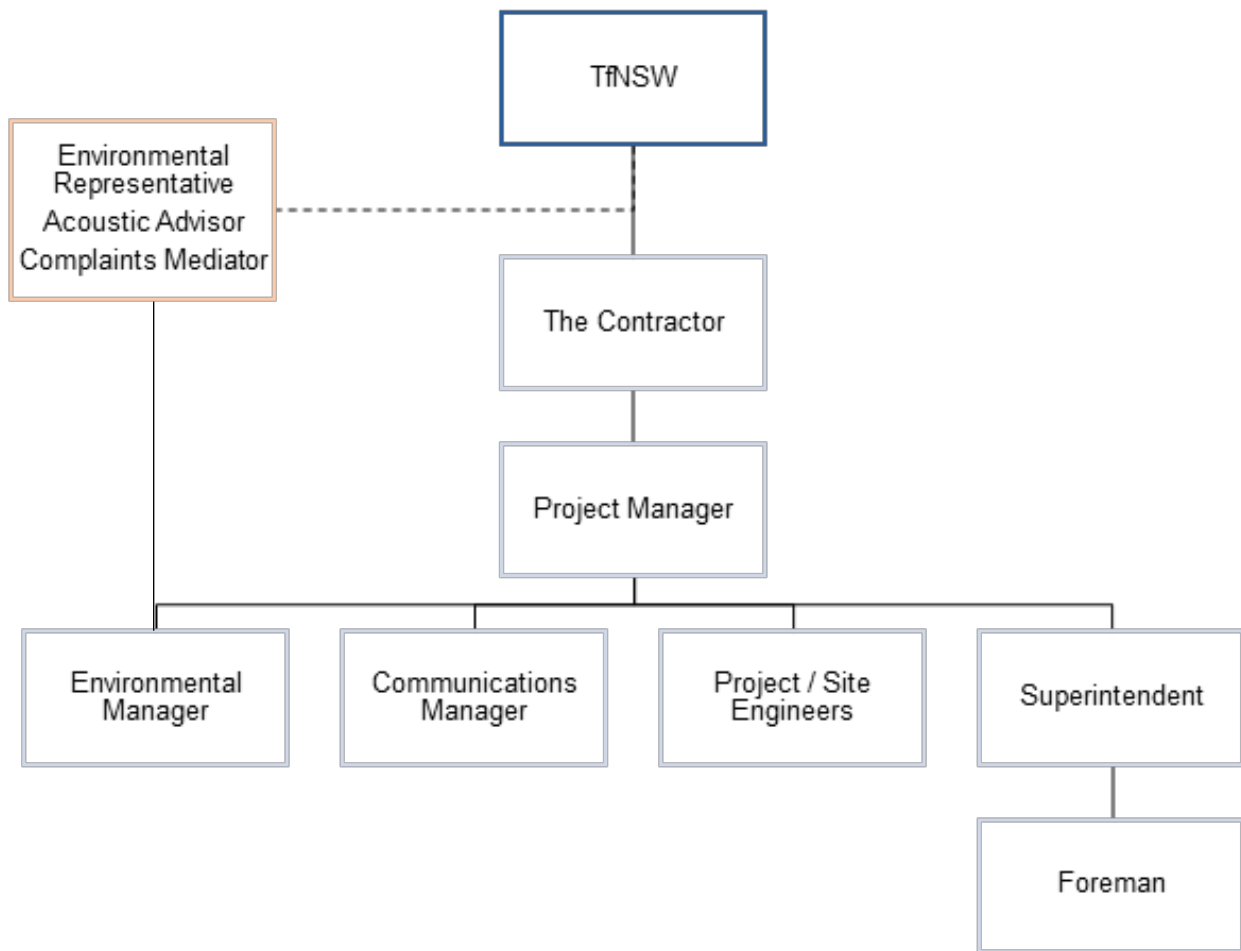 TfNSW
Environmental
Representative
Acoustic Advisor
Complaints Mediator
The Contractor
Project Manager
Environmental
Manager
Communications
Manager
Project / Site
Engineers
Superintendent
Foreman